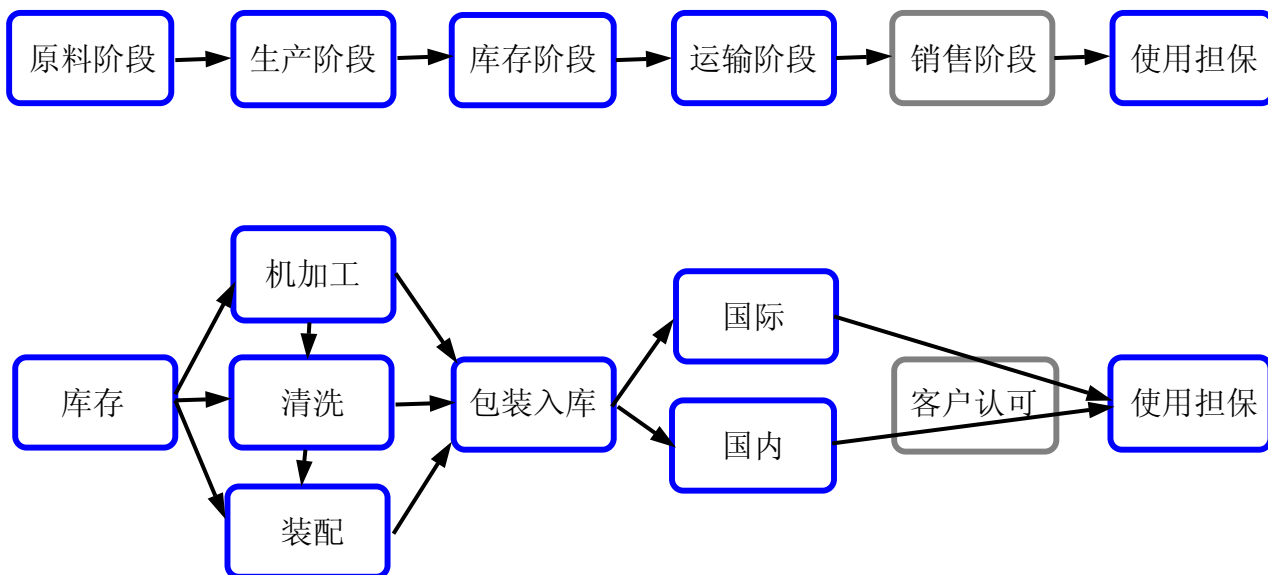 原料阶段 生产阶段 库存阶段 运输阶段 销售阶段 使用担保
机加工
国际
库存 清洗 包装入库 客户认可 使用担保
国内
装配